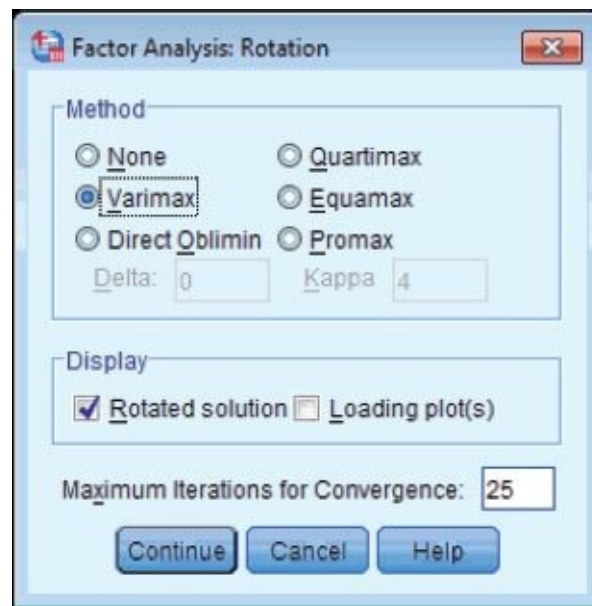 Factor Analysis: Rotation
Method
None Quartimax
Varimax Equamax
Direct Oblimin Promax
Delta: 0 Kappa 4
Display
Rotated solution Loading plot(s)
Maximum Iterations for Convergence: 25
Continue Cancel Help